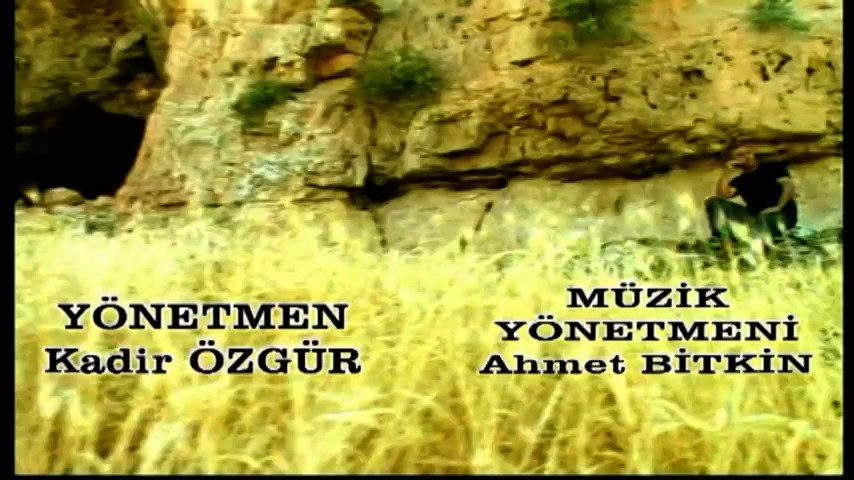 YÖNETMEN
Kadir ÖZGÜR
MÜZİK
YÖNETMENİ
Ahmet BİTKİN